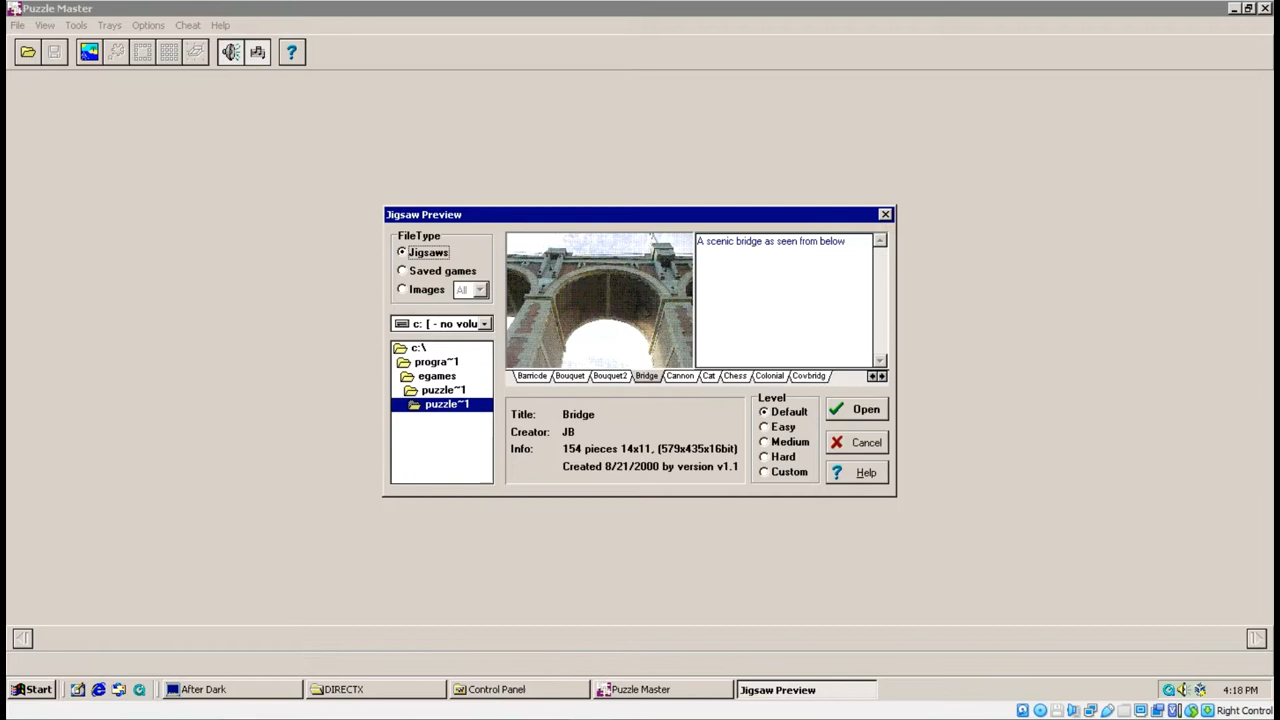 Puzzle Master
File View Tools Trays Options Cheat Help
Jigsaw Preview
FileType
Jigsaws
Saved games
Images All
c: [ - no volu
c:\
progra~1
egames
puzzle~1
puzzle~1
A scenic bridge as seen from below
Barricde Bouquet Bouquet2 Bridge Cannon Cat Chess Colonial Covbridg
Title: Bridge
Creator: JB
Info: 154 pieces 14x11, (579x435x16bit)
Created 8/21/2000 by version v1.1
Level
Default
Easy
Medium
Hard
Custom
Open
Cancel
Help
Start After Dark DIRECTX Control Panel Puzzle Master Jigsaw Preview 4:18 PM
Right Control